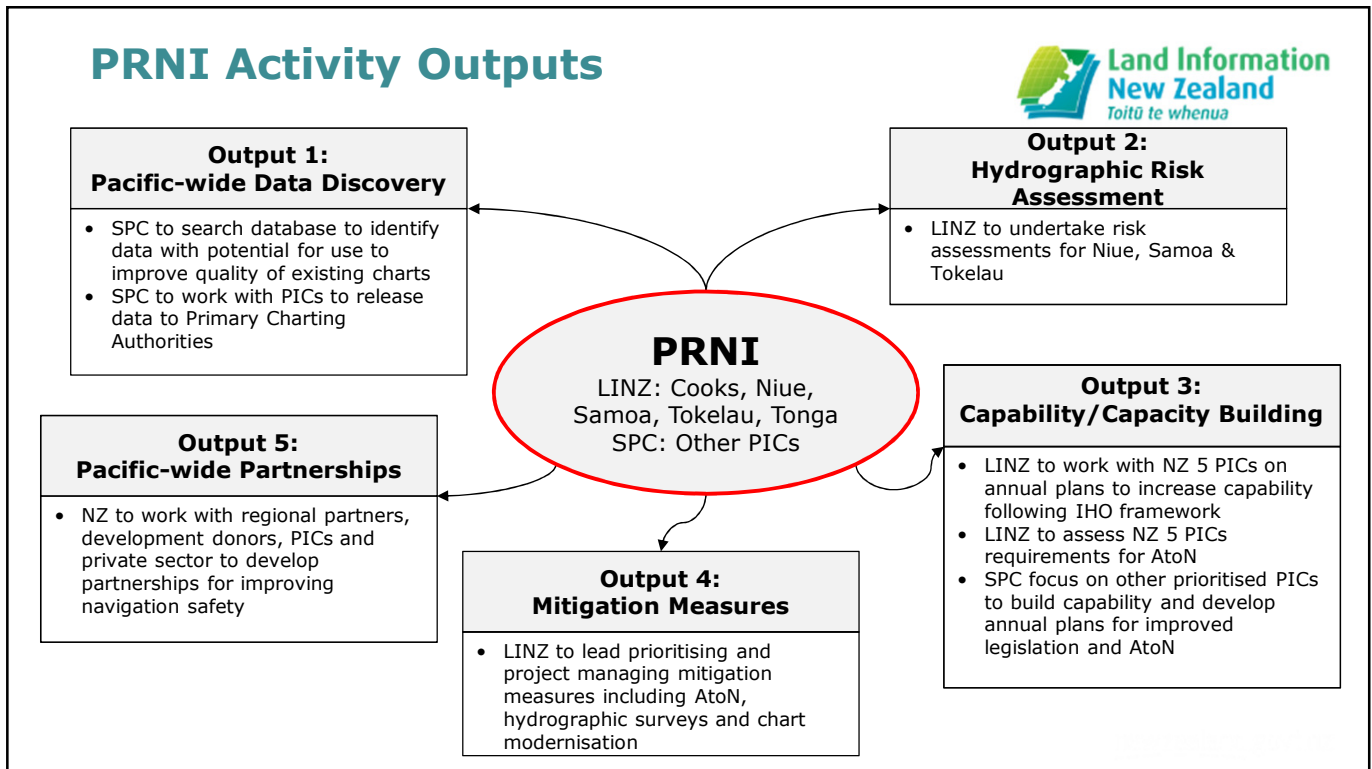 PRNI Activity Outputs
Land Information
New Zealand
Toitū te whenua
Output 1:
Pacific-wide Data Discovery
• SPC to search database to identify
data with potential for use to
improve quality of existing charts
• SPC to work with PICs to release
data to Primary Charting
Authorities
Output 2:
Hydrographic Risk
Assessment
• LINZ to undertake risk
assessments for Niue, Samoa &
Tokelau
PRNI
LINZ: Cooks, Niue,
Samoa, Tokelau, Tonga
SPC: Other PICs
Output 3:
Capability/Capacity Building
• LINZ to work with NZ 5 PICs on
annual plans to increase capability
following IHO framework
• LINZ to assess NZ 5 PICs
requirements for AtoN
• SPC focus on other prioritised PICs
to build capability and develop
annual plans for improved
legislation and AtoN
Output 5:
Pacific-wide Partnerships
• NZ to work with regional partners,
development donors, PICs and
private sector to develop
partnerships for improving
navigation safety
Output 4:
Mitigation Measures
• LINZ to lead prioritising and
project managing mitigation
measures including AtoN,
hydrographic surveys and chart
modernisation